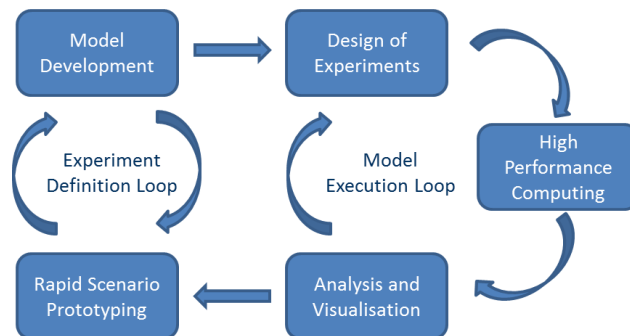 Model
Development
Design of
Experiments
Experiment
Definition Loop
Model
Execution Loop
High
Performance
Computing
Rapid Scenario
Prototyping
Analysis and
Visualisation